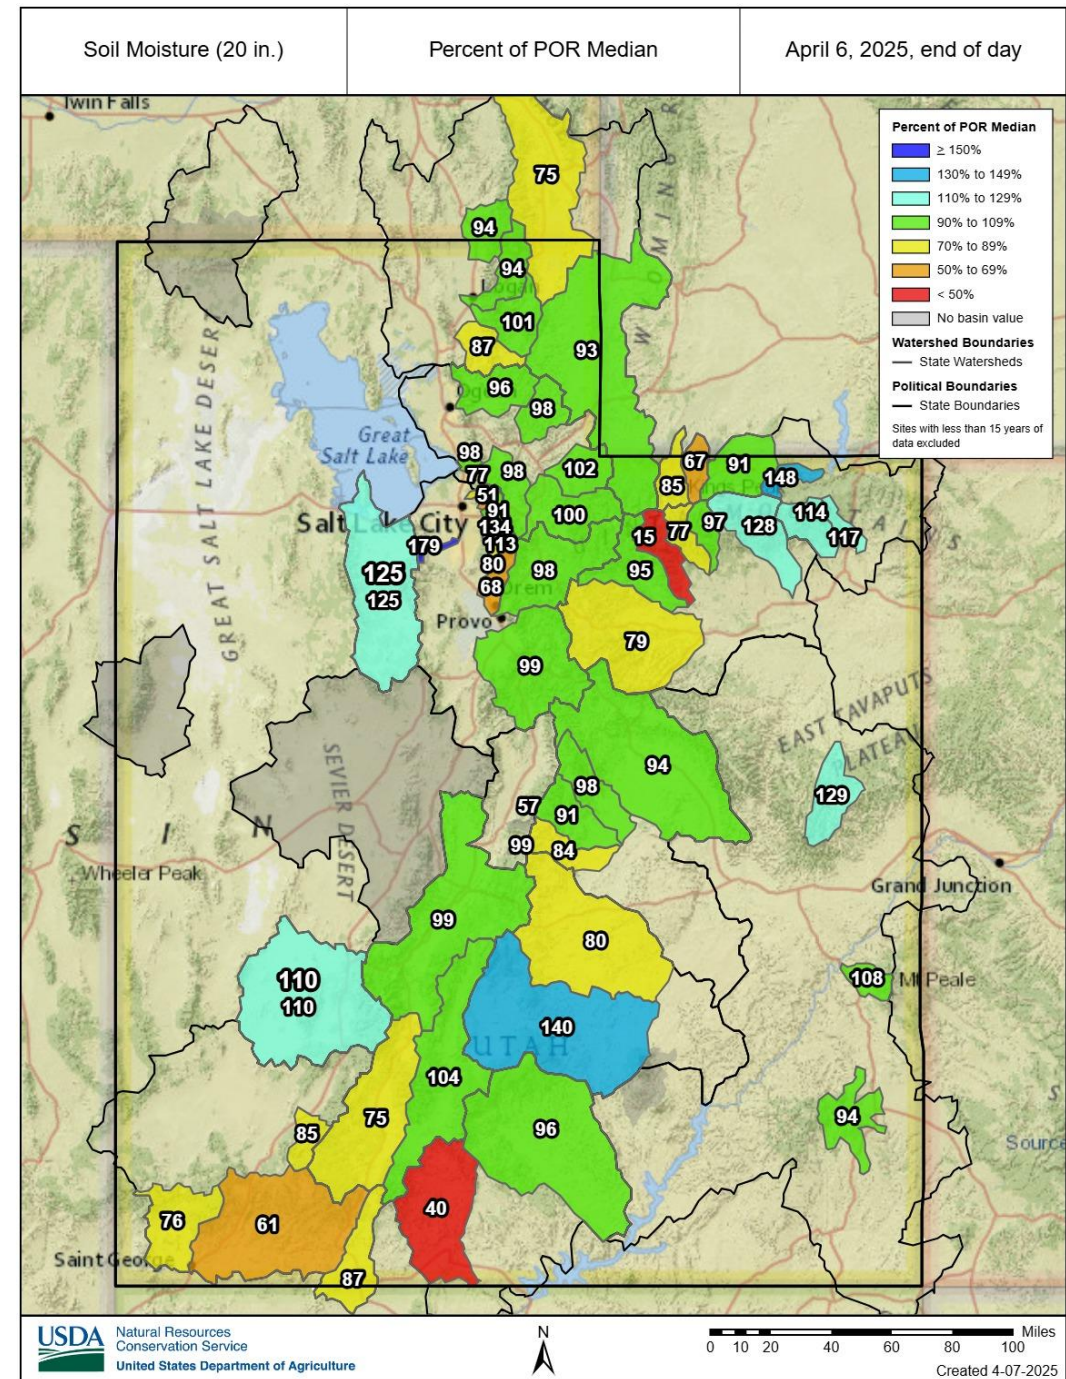 Soil Moisture (20 in.)
Percent of POR Median
April 6, 2025, end of day
Twin Falls
Percent of POR Median
≥ 150%
130% to 149%
110% to 129%
90% to 109%
70% to 89%
50% to 69%
< 50%
No basin value
Watershed Boundaries
State Watersheds
Political Boundaries
State Boundaries
Sites with less than 15 years of
data excluded
75
94
94
Logan
101
87
93
WYOMING
GREAT SALT LAKE DESERT
96
98
Great
Salt Lake
98
77
98
102
51
91
100
Salt Lake City
134
179
113
80
68
Orem
98
125
125
Provo
85
67
91
148
15
77
97
128
114
117
95
79
99
EAST TAVAPUTS
PLATEAU
94
129
98
57
91
99
84
SEVIER DESERT
S I N
Wheeler Peak
Grand Junction
99
80
110
110
108
Mt Peale
140
UTAH
104
75
85
96
94
Source
S
76
61
40
Saint George
87
USDA
Natural Resources
Conservation Service
United States Department of Agriculture
N
Miles
0 10 20 40 60 80 100
Created 4-07-2025